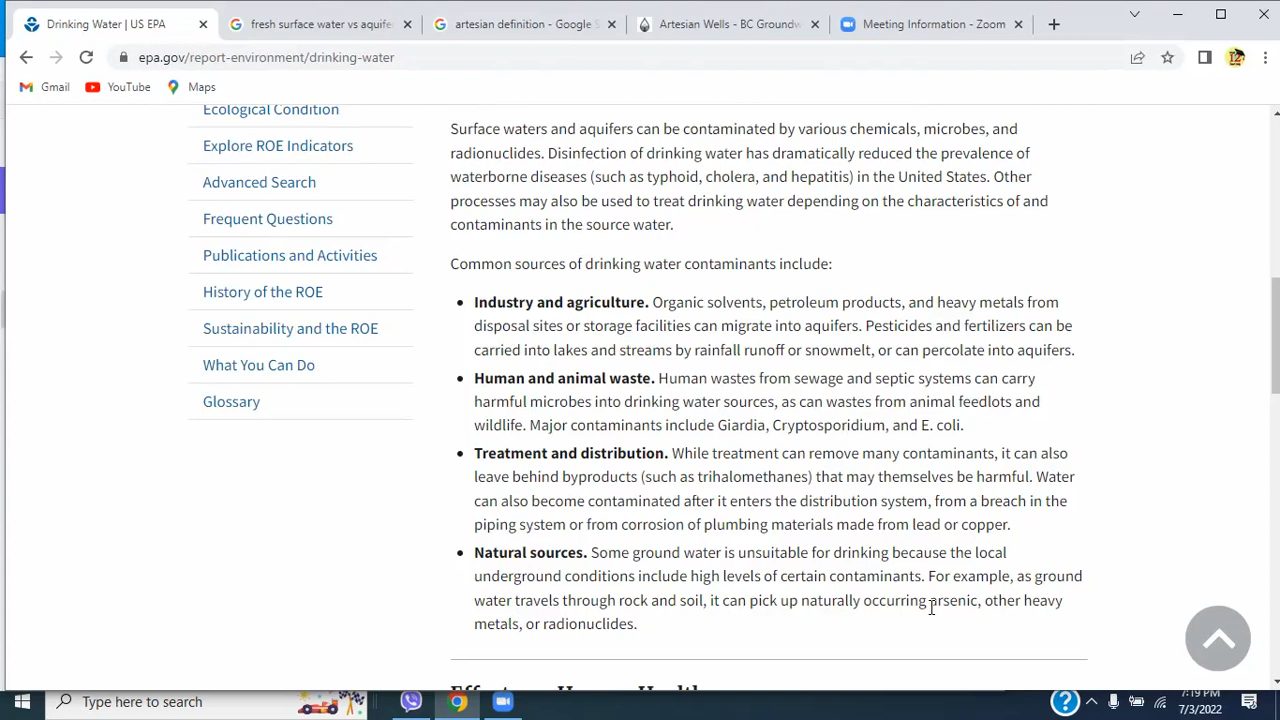 Drinking Water | US EPA
fresh surface water vs aquife
artesian definition - Google S
Artesian Wells - BC Groundw
Meeting Information - Zoom
epa.gov/report-environment/drinking-water
Gmail
YouTube
Maps
Ecological Condition
Explore ROE Indicators
Advanced Search
Frequent Questions
Publications and Activities
History of the ROE
Sustainability and the ROE
What You Can Do
Glossary
Surface waters and aquifers can be contaminated by various chemicals, microbes, and
radionuclides. Disinfection of drinking water has dramatically reduced the prevalence of
waterborne diseases (such as typhoid, cholera, and hepatitis) in the United States. Other
processes may also be used to treat drinking water depending on the characteristics of and
contaminants in the source water.
Common sources of drinking water contaminants include:
• Industry and agriculture. Organic solvents, petroleum products, and heavy metals from
disposal sites or storage facilities can migrate into aquifers. Pesticides and fertilizers can be
carried into lakes and streams by rainfall runoff or snowmelt, or can percolate into aquifers.
• Human and animal waste. Human wastes from sewage and septic systems can carry
harmful microbes into drinking water sources, as can wastes from animal feedlots and
wildlife. Major contaminants include Giardia, Cryptosporidium, and E. coli.
• Treatment and distribution. While treatment can remove many contaminants, it can also
leave behind byproducts (such as trihalomethanes) that may themselves be harmful. Water
can also become contaminated after it enters the distribution system, from a breach in the
piping system or from corrosion of plumbing materials made from lead or copper.
• Natural sources. Some ground water is unsuitable for drinking because the local
underground conditions include high levels of certain contaminants. For example, as ground
water travels through rock and soil, it can pick up naturally occurring arsenic, other heavy
metals, or radionuclides.
Effects on Human Health
Type here to search
7:19 PM
7/3/2022